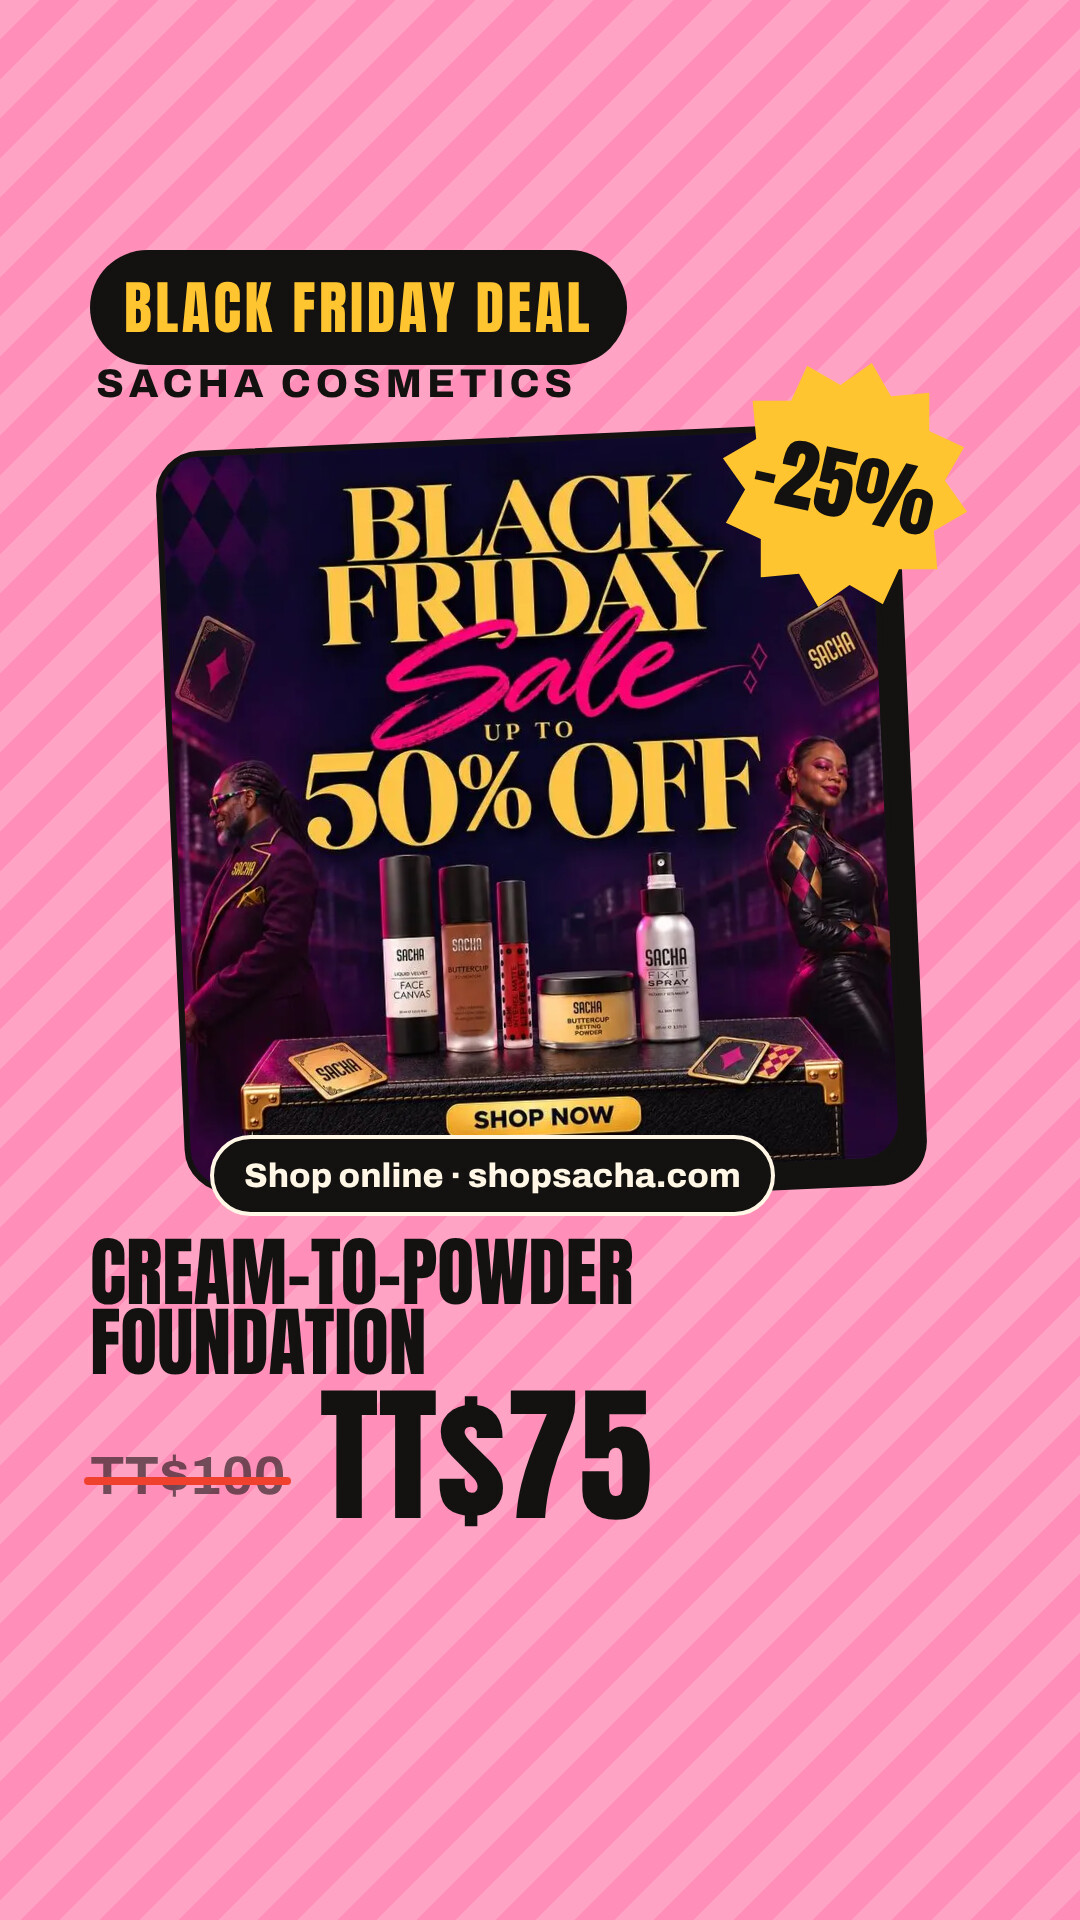 BLACK FRIDAY DEAL
SACHA COSMETICS
-25%
BLACK
FRIDAY
Sale
UP TO
50% OFF
SACHA
SACHA
SACHA
LIQUID VELVET
FACE
CANVAS
SACHA
BUTTERCUP
SACHA
BUTTERCUP
SETTING
POWDER
SACHA
FIX-IT
SPRAY
SACHA
SHOP NOW
Shop online · shopsacha.com
CREAM-TO-POWDER
FOUNDATION
TT$100 TT$75